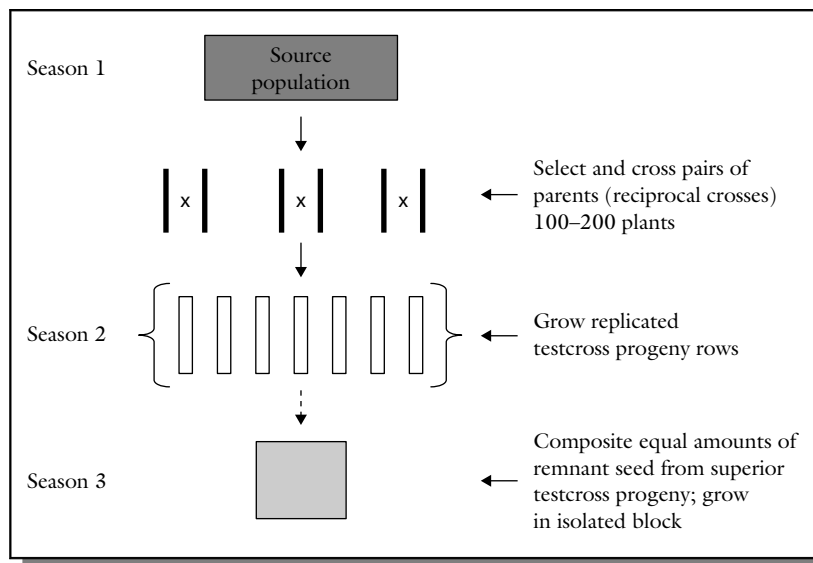 Season 1
Source
population
x
x
x
Select and cross pairs of
parents (reciprocal crosses)
100–200 plants
Season 2
Grow replicated
testcross progeny rows
Season 3
Composite equal amounts of
remnant seed from superior
testcross progeny; grow
in isolated block